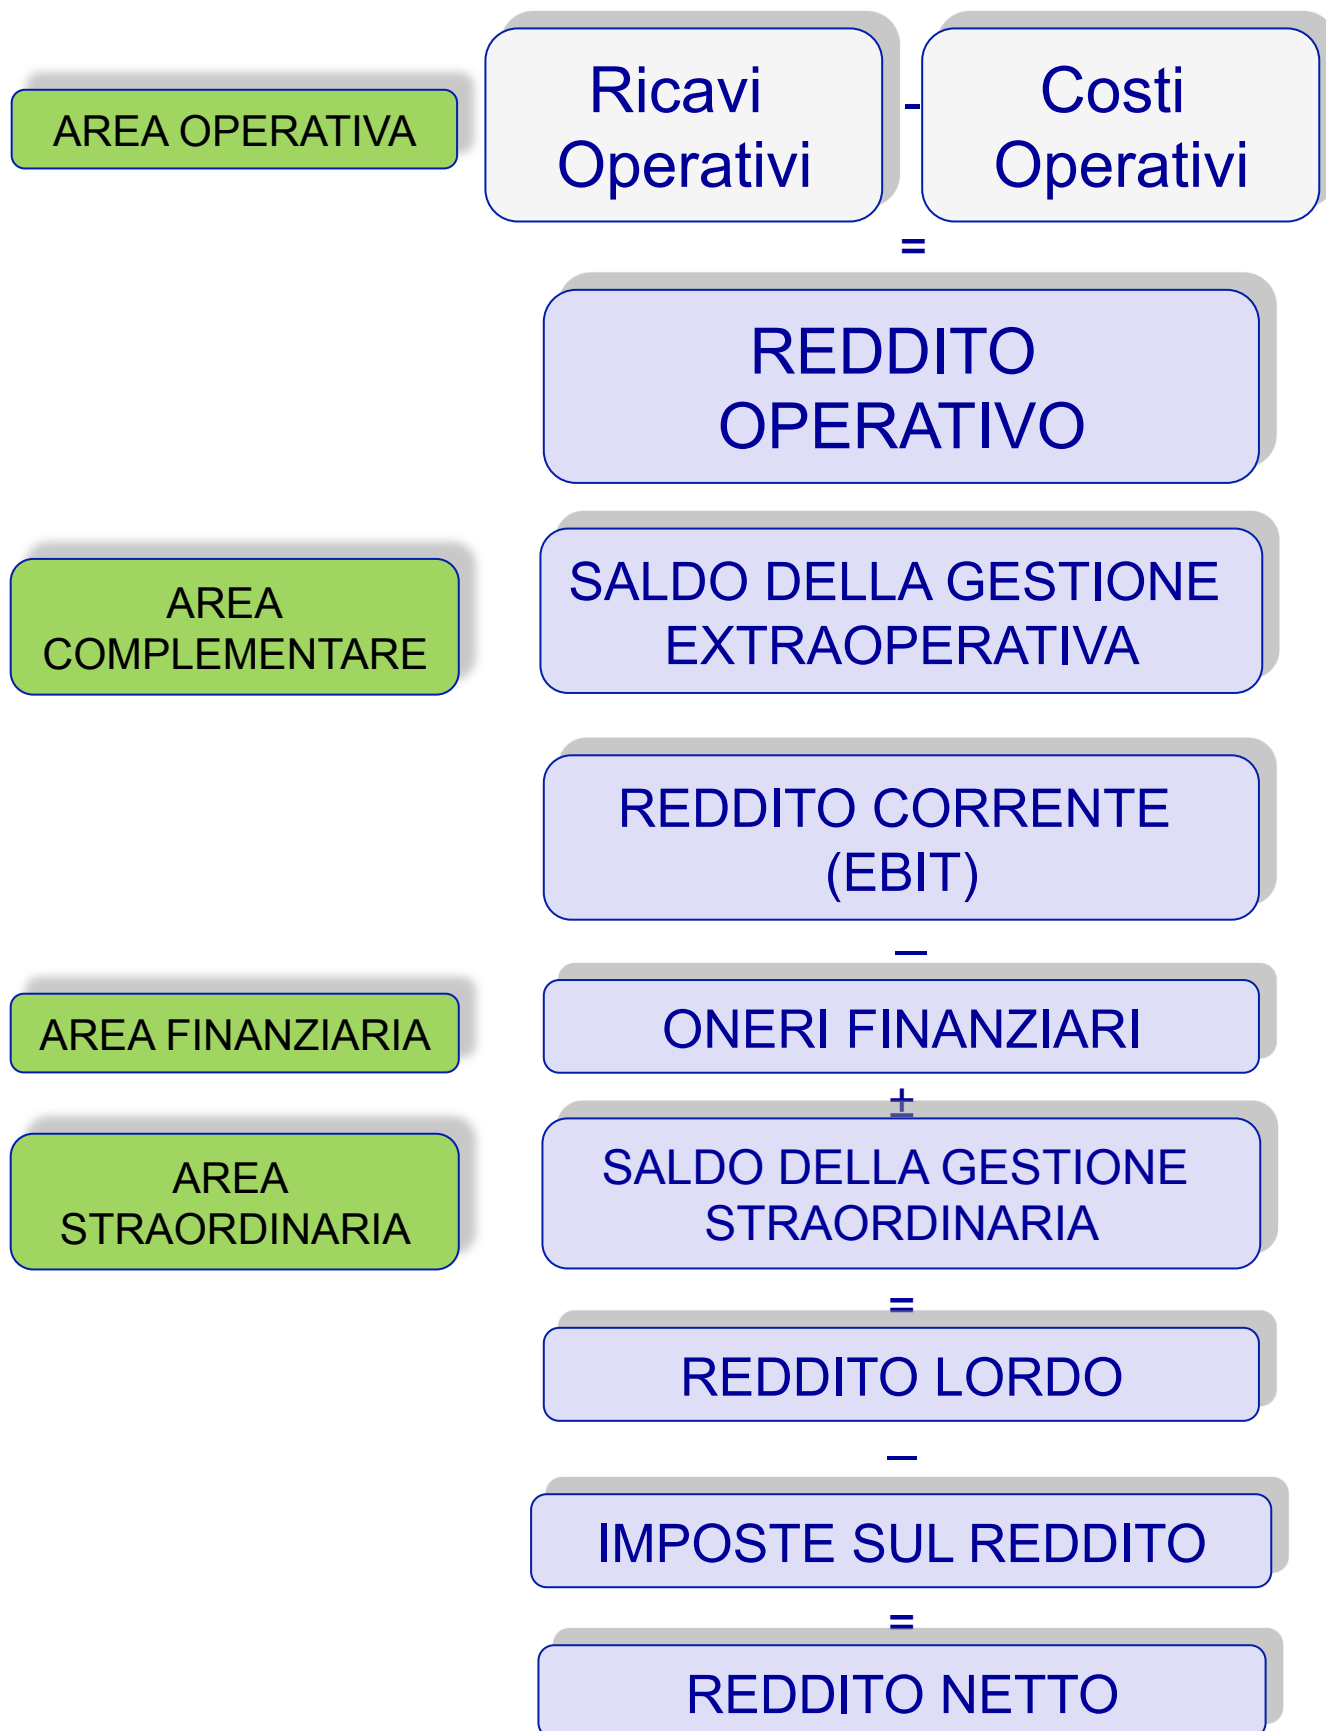 AREA OPERATIVA
Ricavi
Operativi
-
Costi
Operativi
=
REDDITO
OPERATIVO
AREA
COMPLEMENTARE
SALDO DELLA GESTIONE
EXTRAOPERATIVA
REDDITO CORRENTE
(EBIT)
–
AREA FINANZIARIA
ONERI FINANZIARI
±
AREA
STRAORDINARIA
SALDO DELLA GESTIONE
STRAORDINARIA
=
REDDITO LORDO
–
IMPOSTE SUL REDDITO
=
REDDITO NETTO